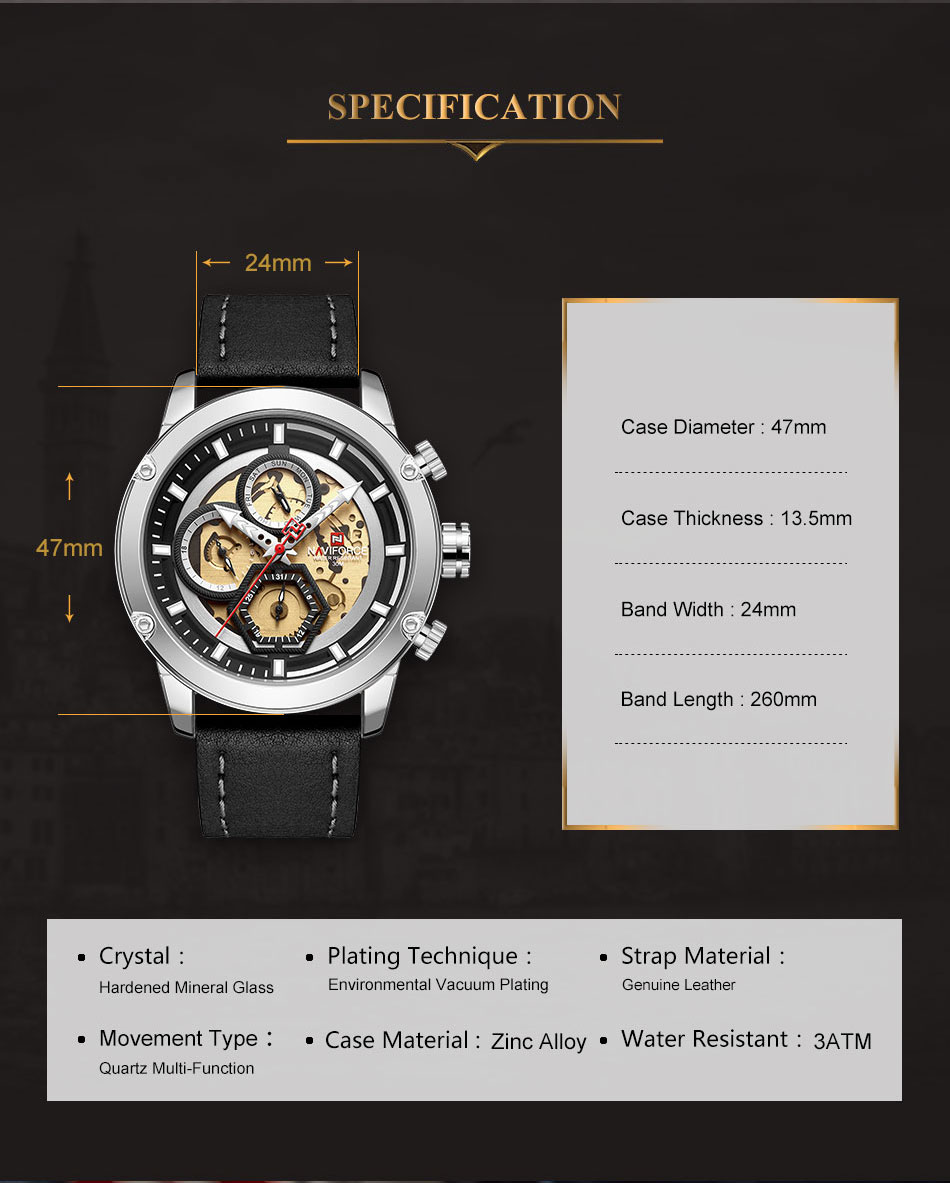 SPECIFICATION
24mm
47mm
SUN
NAVIFORCE
Case Diameter : 47mm
Case Thickness : 13.5mm
Band Width : 24mm
Band Length : 260mm
• Crystal :
Hardened Mineral Glass
• Plating Technique :
Environmental Vacuum Plating
• Strap Material :
Genuine Leather
• Movement Type :
Quartz Multi-Function
• Case Material : Zinc Alloy
• Water Resistant : 3ATM